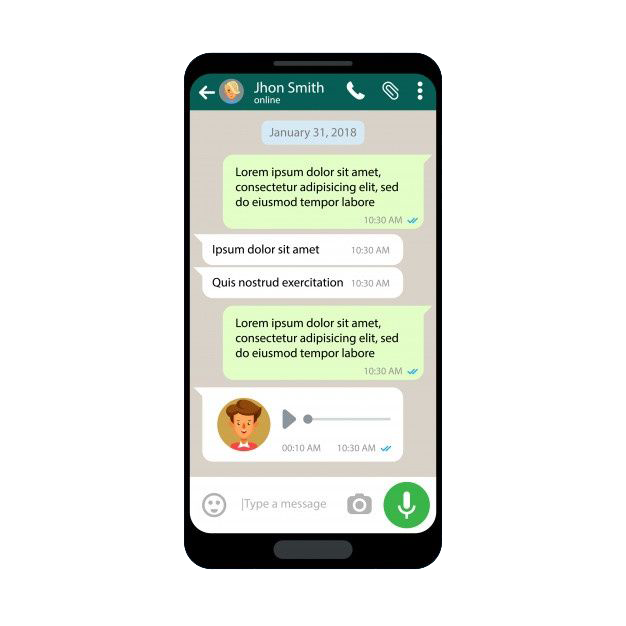 Jhon Smith
online
January 31, 2018
Lorem ipsum dolor sit amet,
consectetur adipisicing elit, sed
do eiusmod tempor labore
10:30 AM
Ipsum dolor sit amet 10:30 AM
Quis nostrud exercitation 10:30 AM
Lorem ipsum dolor sit amet,
consectetur adipisicing elit, sed
do eiusmod tempor labore
10:30 AM
00:10 AM 10:30 AM
Type a message